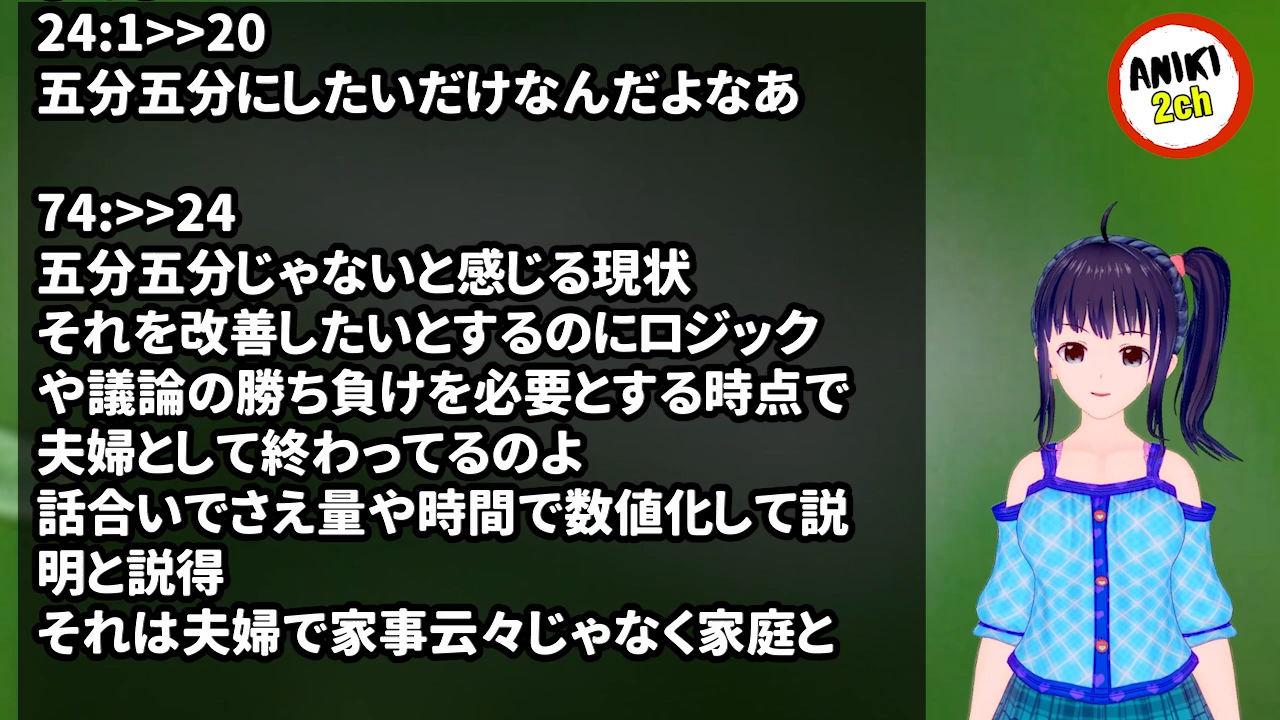 24:1>>20
五分五分にしたいだけなんだよなあ
74:>>24
五分五分じゃないと感じる現状
それを改善したいとするのにロジック
や議論の勝ち負けを必要とする時点で
夫婦として終わってるのよ
話合いでさえ量や時間で数値化して説
明と説得
それは夫婦で家事云々じゃなく家庭と
ANIKI
2ch